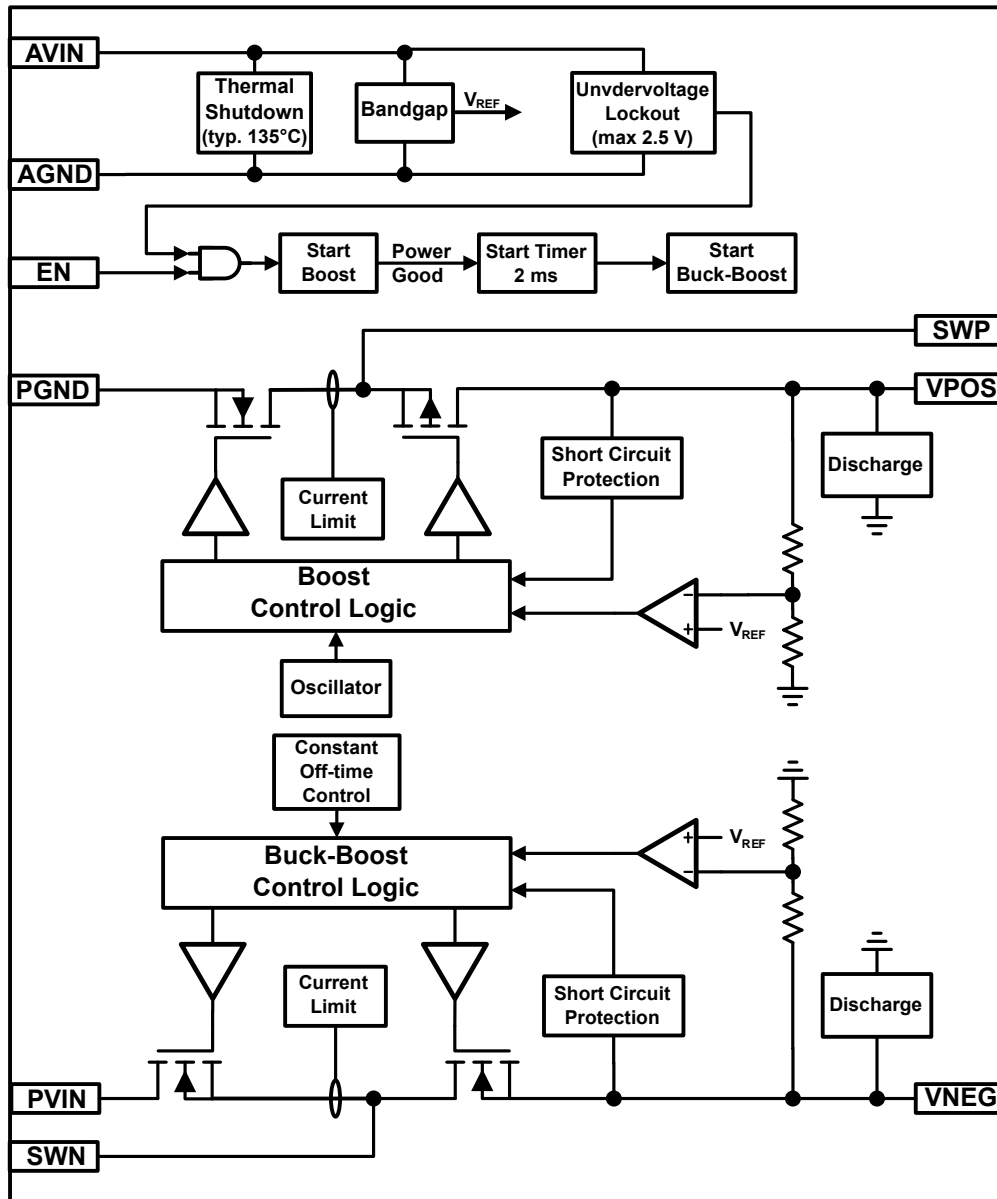 AVIN
Thermal
Shutdown
(typ. 135°C)
Bandgap
VREF
Unvdervoltage
Lockout
(max 2.5 V)
AGND
EN
Start
Boost
Power
Good
Start Timer
2 ms
Start
Buck-Boost
SWP
PGND
VPOS
Current
Limit
Short Circuit
Protection
Discharge
Boost
Control Logic
−
+
VREF
Oscillator
Constant
Off-time
Control
Buck-Boost
Control Logic
+
−
VREF
Current
Limit
Short Circuit
Protection
Discharge
PVIN
VNEG
SWN